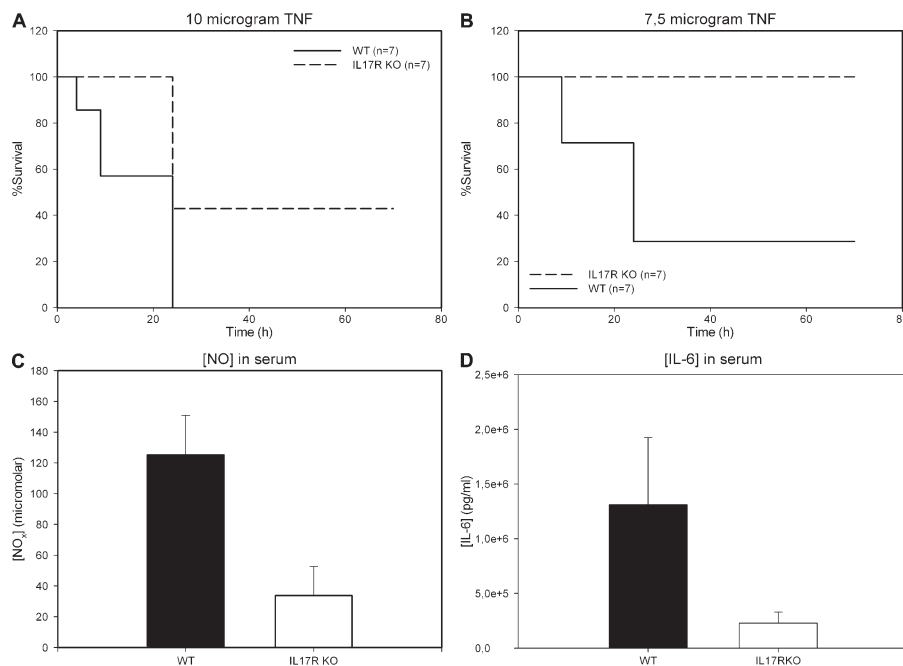 A
10 microgram TNF
120
100
80
60
40
20
0
%Survival
WT (n=7)
IL17R KO (n=7)
0 20 40 60 80
Time (h)
B
7,5 microgram TNF
120
100
80
60
40
20
0
%Survival
IL17R KO (n=7)
WT (n=7)
0 20 40 60 80
Time (h)
C
[NO] in serum
180
160
140
120
100
80
60
40
20
0
[NOx] (micromolar)
WT IL17R KO
D
[IL-6] in serum
2,5e+6
2,0e+6
1,5e+6
1,0e+6
5,0e+5
0,0
[IL-6] (pg/ml)
WT IL17RKO